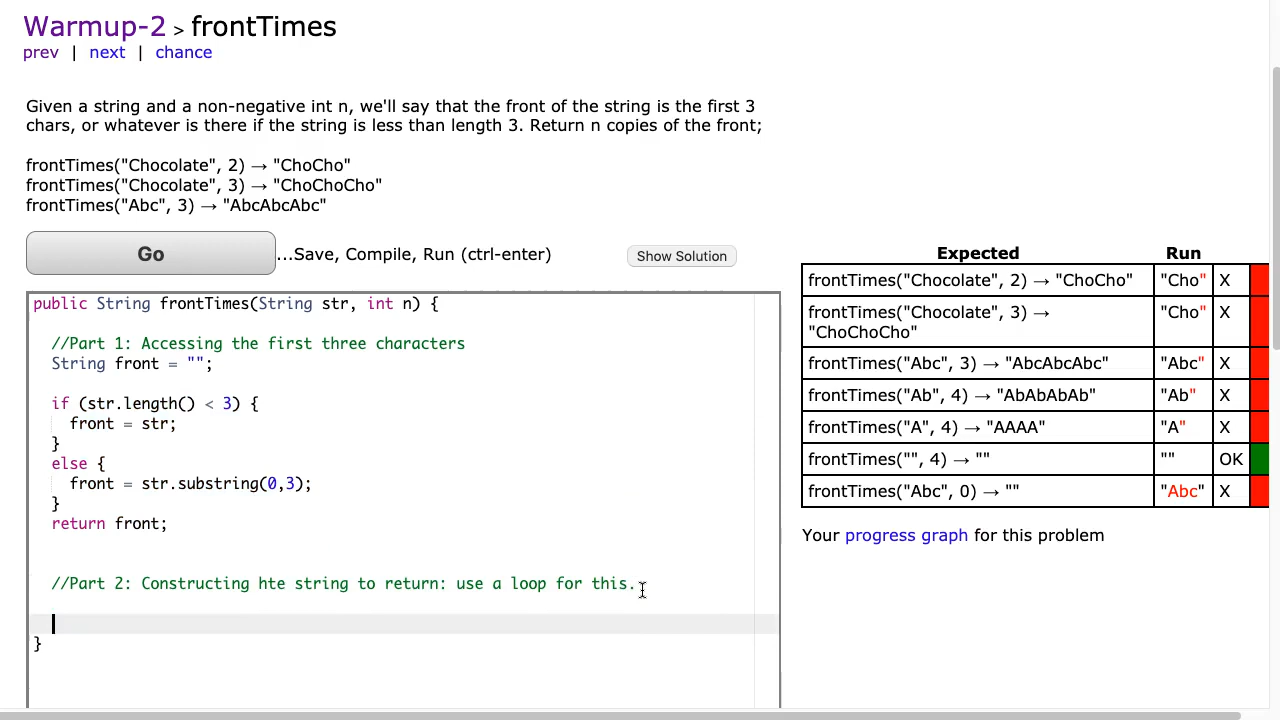 Warmup-2 > frontTimes
prev | next | chance
Given a string and a non-negative int n, we'll say that the front of the string is the first 3
chars, or whatever is there if the string is less than length 3. Return n copies of the front;
frontTimes("Chocolate", 2) → "ChoCho"
frontTimes("Chocolate", 3) → "ChoChoCho"
frontTimes("Abc", 3) → "AbcAbcAbc"
Go ...Save, Compile, Run (ctrl-enter) Show Solution
public String frontTimes(String str, int n) {
//Part 1: Accessing the first three characters
String front = "";
if (str.length() < 3) {
front = str;
}
else {
front = str.substring(0,3);
}
return front;
//Part 2: Constructing hte string to return: use a loop for this.
}
Expected Run
frontTimes("Chocolate", 2) → "ChoCho" "Cho" X
frontTimes("Chocolate", 3) → "Cho" X
"ChoChoCho"
frontTimes("Abc", 3) → "AbcAbcAbc" "Abc" X
frontTimes("Ab", 4) → "AbAbAbAb" "Ab" X
frontTimes("A", 4) → "AAAA" "A" X
frontTimes("", 4) → "" "" OK
frontTimes("Abc", 0) → "" "Abc" X
Your progress graph for this problem